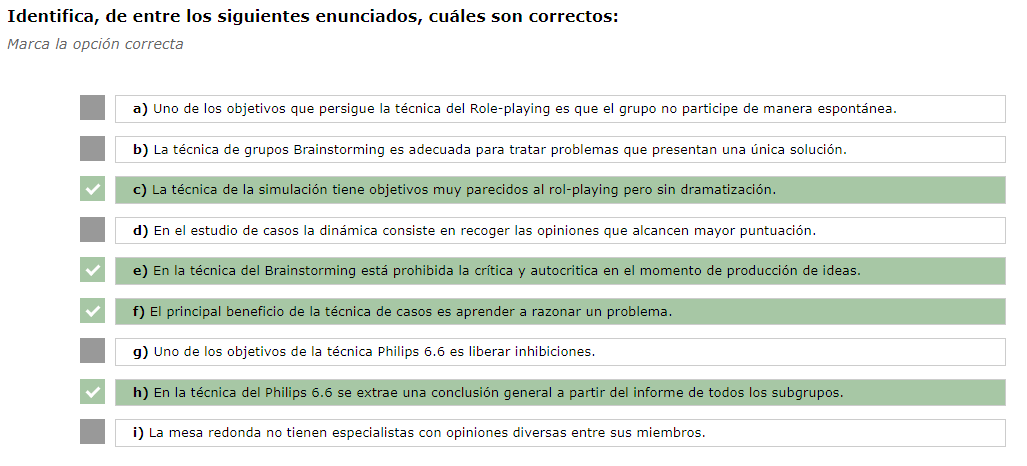 Identifica, de entre los siguientes enunciados, cuáles son correctos:
Marca la opción correcta
a) Uno de los objetivos que persigue la técnica del Role-playing es que el grupo no participe de manera espontánea.
b) La técnica de grupos Brainstorming es adecuada para tratar problemas que presentan una única solución.
c) La técnica de la simulación tiene objetivos muy parecidos al rol-playing pero sin dramatización.
d) En el estudio de casos la dinámica consiste en recoger las opiniones que alcancen mayor puntuación.
e) En la técnica del Brainstorming está prohibida la crítica y autocritica en el momento de producción de ideas.
f) El principal beneficio de la técnica de casos es aprender a razonar un problema.
g) Uno de los objetivos de la técnica Philips 6.6 es liberar inhibiciones.
h) En la técnica del Philips 6.6 se extrae una conclusión general a partir del informe de todos los subgrupos.
i) La mesa redonda no tienen especialistas con opiniones diversas entre sus miembros.